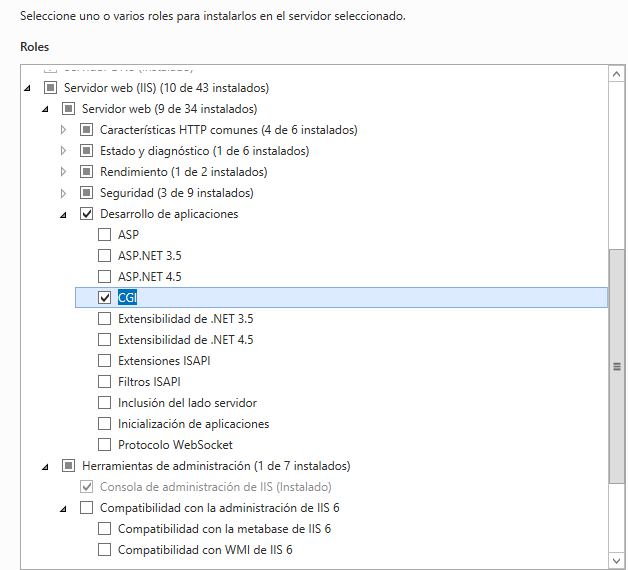 Seleccione uno o varios roles para instalarlos en el servidor seleccionado.
Roles
Servidor web (IIS) (10 de 43 instalados)
Servidor web (9 de 34 instalados)
Características HTTP comunes (4 de 6 instalados)
Estado y diagnóstico (1 de 6 instalados)
Rendimiento (1 de 2 instalados)
Seguridad (3 de 9 instalados)
Desarrollo de aplicaciones
ASP
ASP.NET 3.5
ASP.NET 4.5
CGI
Extensibilidad de .NET 3.5
Extensibilidad de .NET 4.5
Extensiones ISAPI
Filtros ISAPI
Inclusión del lado servidor
Inicialización de aplicaciones
Protocolo WebSocket
Herramientas de administración (1 de 7 instalados)
Consola de administración de IIS (Instalado)
Compatibilidad con la administración de IIS 6
Compatibilidad con la metabase de IIS 6
Compatibilidad con WMI de IIS 6